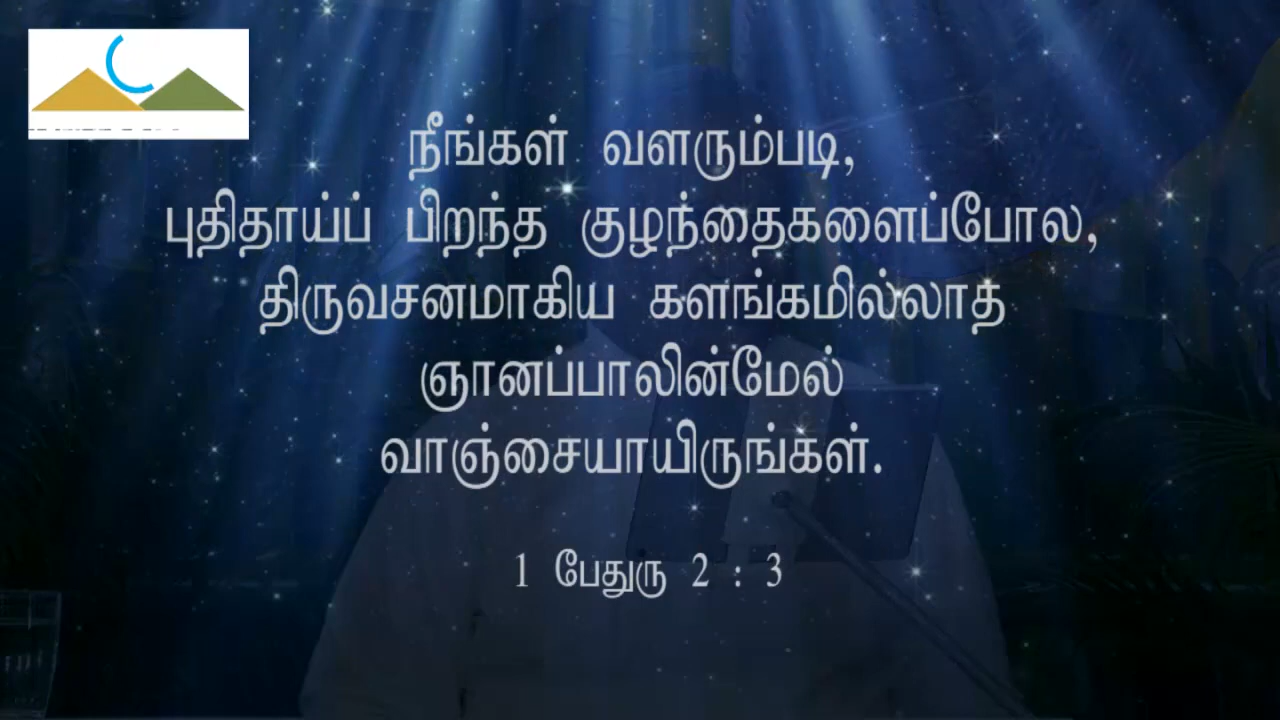 நீங்கள் வளரும்படி,
புதிதாய்ப் பிறந்த குழந்தைகளைப்போல,
திருவசனமாகிய களங்கமில்லாத
ஞானப்பாலின்மேல்
வாஞ்சையாயிருங்கள்.
1 பேதுரு 2 : 3